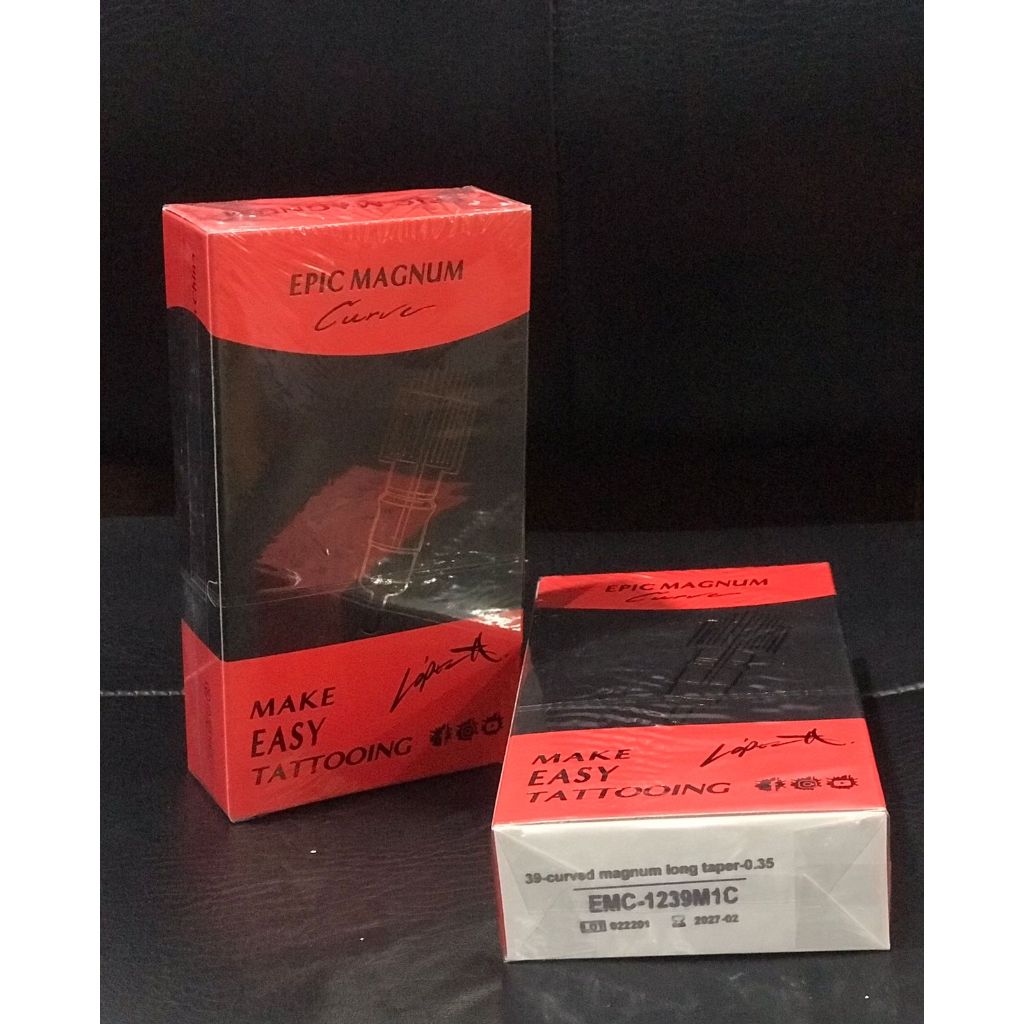 EPIC MAGNUM
Curve
MAKE
EASY
TATTOOING
EPIC MAGNUM
Curve
MAKE
EASY
TATTOOING
39-curved magnum long taper-0.35
EMC-1239M1C
LOT 022201 2027-02